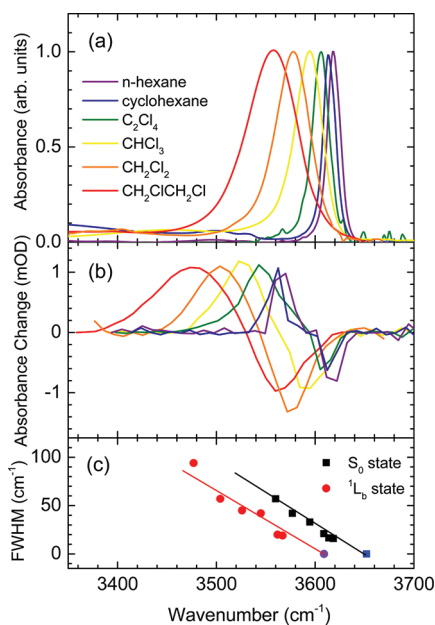 (a)
Absorbance (arb. units)
1.0
0.5
0.0
n-hexane
cyclohexane
C₂Cl₄
CHCl₃
CH₂Cl₂
CH₂ClCH₂Cl
(b)
Absorbance Change (mOD)
1
0
-1
(c)
FWHM (cm⁻¹)
100
50
0
S₀ state
¹L_b state
3400 3500 3600 3700
Wavenumber (cm⁻¹)